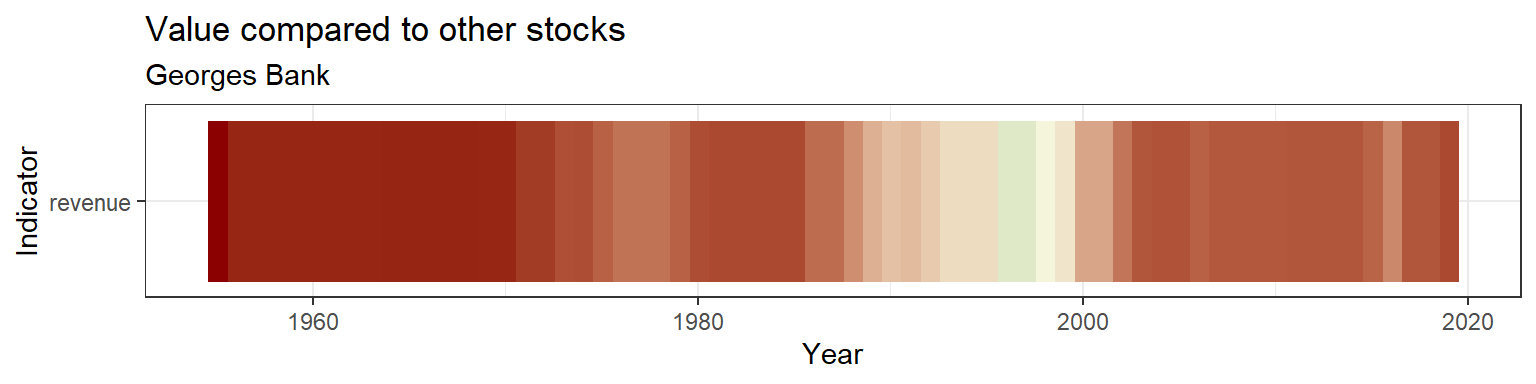 Value compared to other stocks
Georges Bank
Indicator
revenue
1960 1980 2000 2020
Year